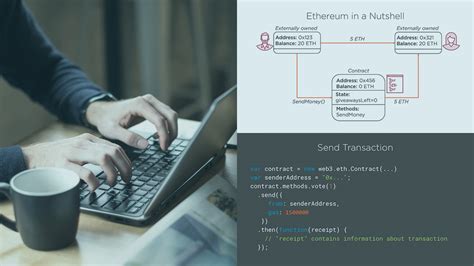 Ethereum in a Nutshell
Externally owned
Externally owned
Address: 0x123
Balance: 20 ETH
5 ETH
Address: 0x321
Balance: 20 ETH
Contract
Address: 0x456
Balance: 0 ETH
State:
giveawaysLeft=0
Methods:
SendMoney
SendMoney()
5 ETH
Send Transaction
var contract = new web3.eth.Contract(...)
var senderAddress = "0x...";
contract.methods.vote(1)
.send({
from: senderAddress,
gas: 1500000
})
.then(function(receipt) {
// "receipt" contains information about transaction
});